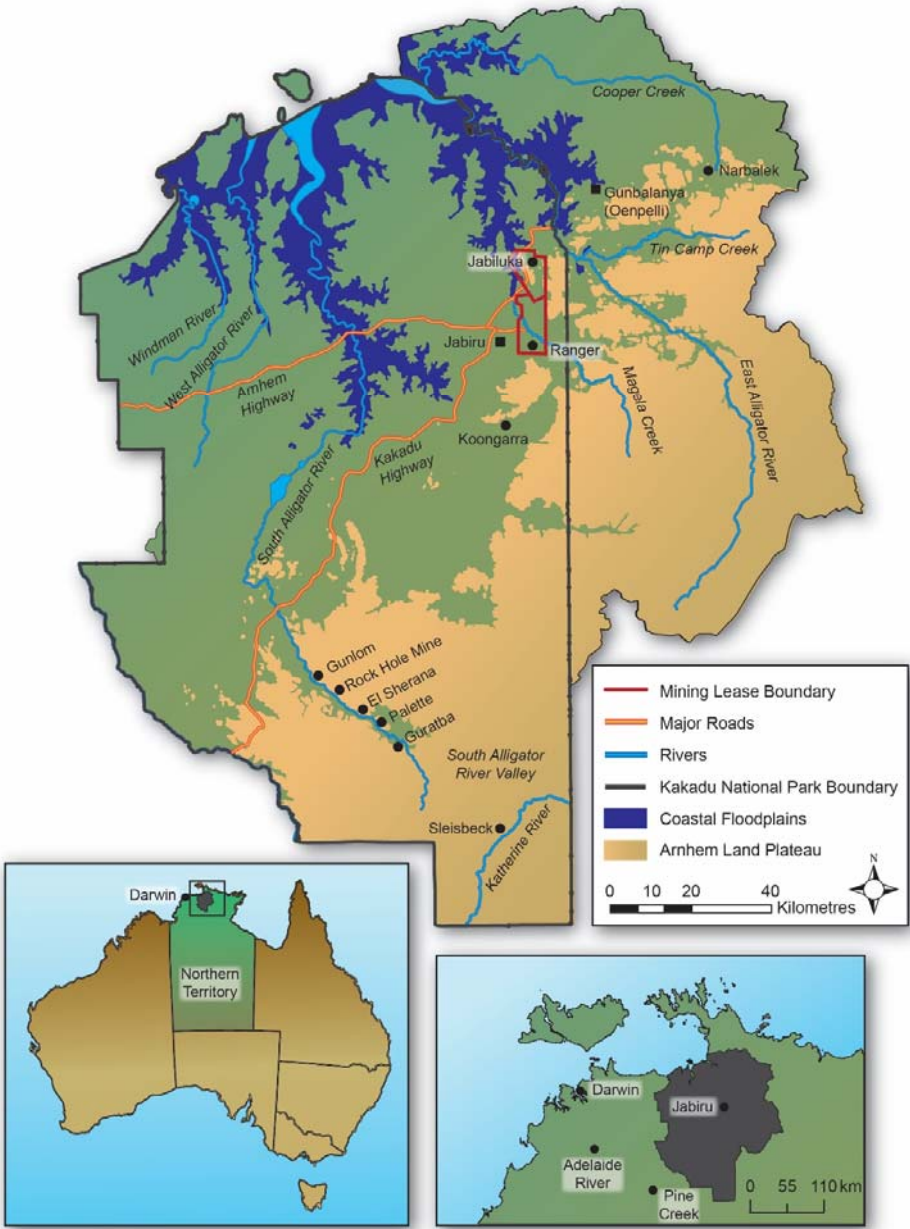 Cooper Creek
Narbalek
Gunbalanya
(Oenpelli)
Tin Camp Creek
Jabiluka
Windman River
West Alligator River
Arnhem
Highway
Jabiru
Ranger
Magela Creek
East Alligator River
Koongarra
Kakadu
Highway
South Alligator River
Gunlom
Rock Hole Mine
El Sherana
Palette
Guratba
South Alligator
River Valley
Sleisbeck
Katherine River
Mining Lease Boundary
Major Roads
Rivers
Kakadu National Park Boundary
Coastal Floodplains
Arnhem Land Plateau
N
0 10 20 40
Kilometres
Darwin
Northern
Territory
Darwin
Jabiru
Adelaide
River
Pine
Creek
0 55 110 km